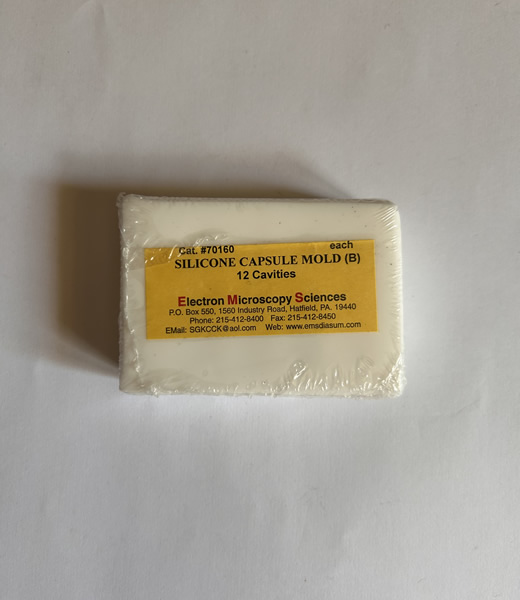 Cat. #70160 each
SILICONE CAPSULE MOLD (B)
12 Cavities
Electron Microscopy Sciences
P.O. Box 550, 1560 Industry Road, Hatfield, PA. 19440
Phone: 215-412-8400 Fax: 215-412-8450
EMail: SGKCCK@aol.com Web: www.emsdiasum.com